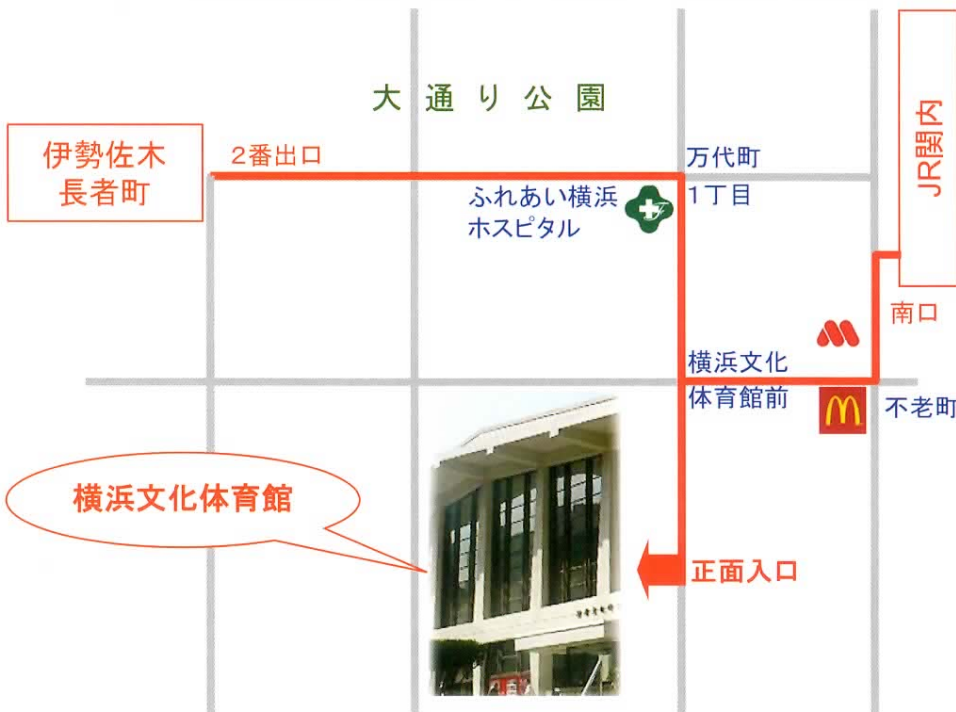 大通り公園
伊勢佐木
長者町
2番出口
ふれあい横浜
ホスピタル
万代町
1丁目
JR関内
南口
横浜文化
体育館前
不老町
横浜文化体育館
正面入口